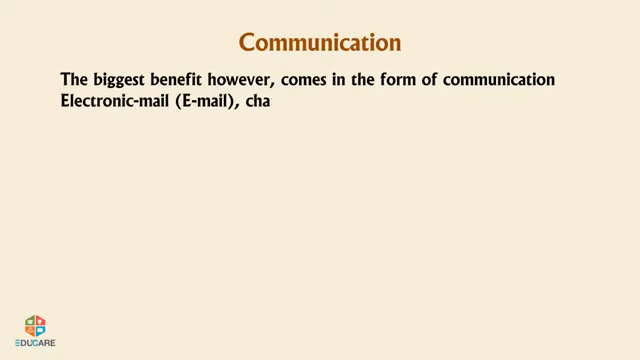 Communication
The biggest benefit however, comes in the form of communication
Electronic-mail (E-mail), cha
EDUCARE